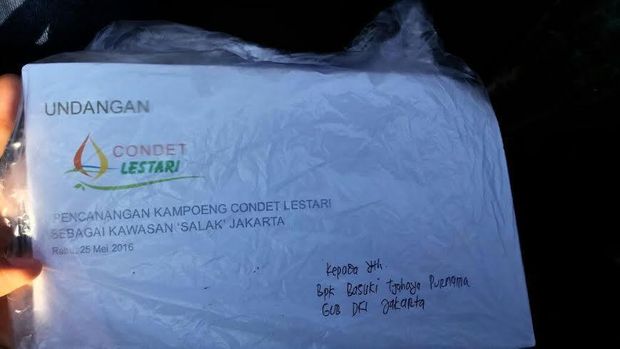 UNDANGAN
CONDET
LESTARI
PENCANANGAN KAMPOENG CONDET LESTARI
SEBAGAI KAWASAN 'SALAK' JAKARTA
Rabu, 25 Mei 2016
Kepada Yth.
Bpk Basuki Tjahaja Purnama
GUB DKI Jakarta